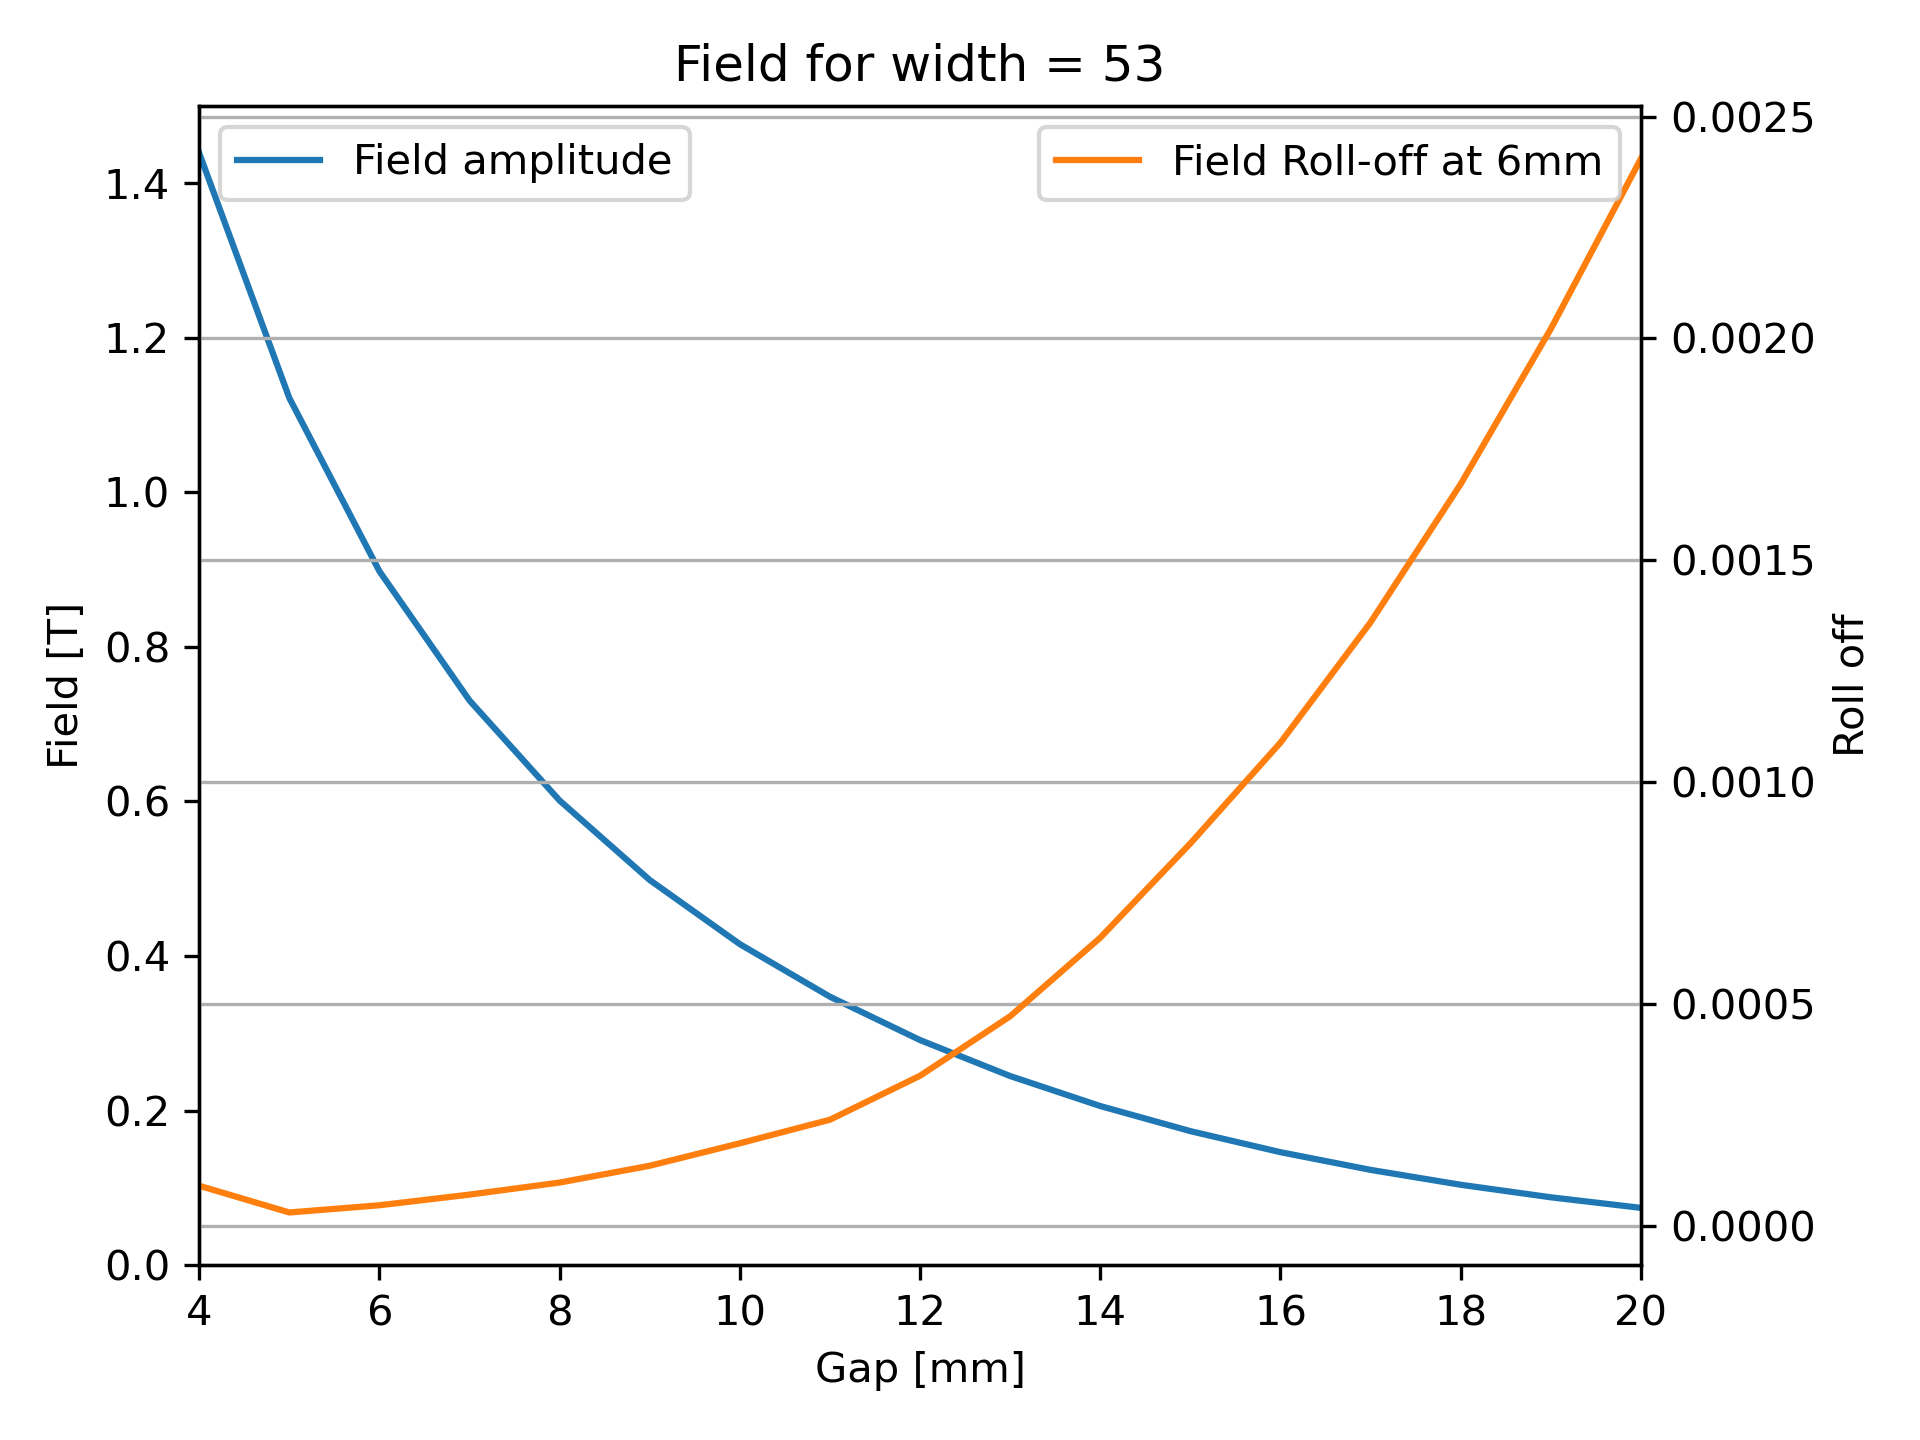 Field for width = 53
Field amplitude
Field Roll-off at 6mm
1.4
1.2
1.0
0.8
0.6
0.4
0.2
0.0
Field [T]
0.0025
0.0020
0.0015
0.0010
0.0005
0.0000
Roll off
4 6 8 10 12 14 16 18 20
Gap [mm]